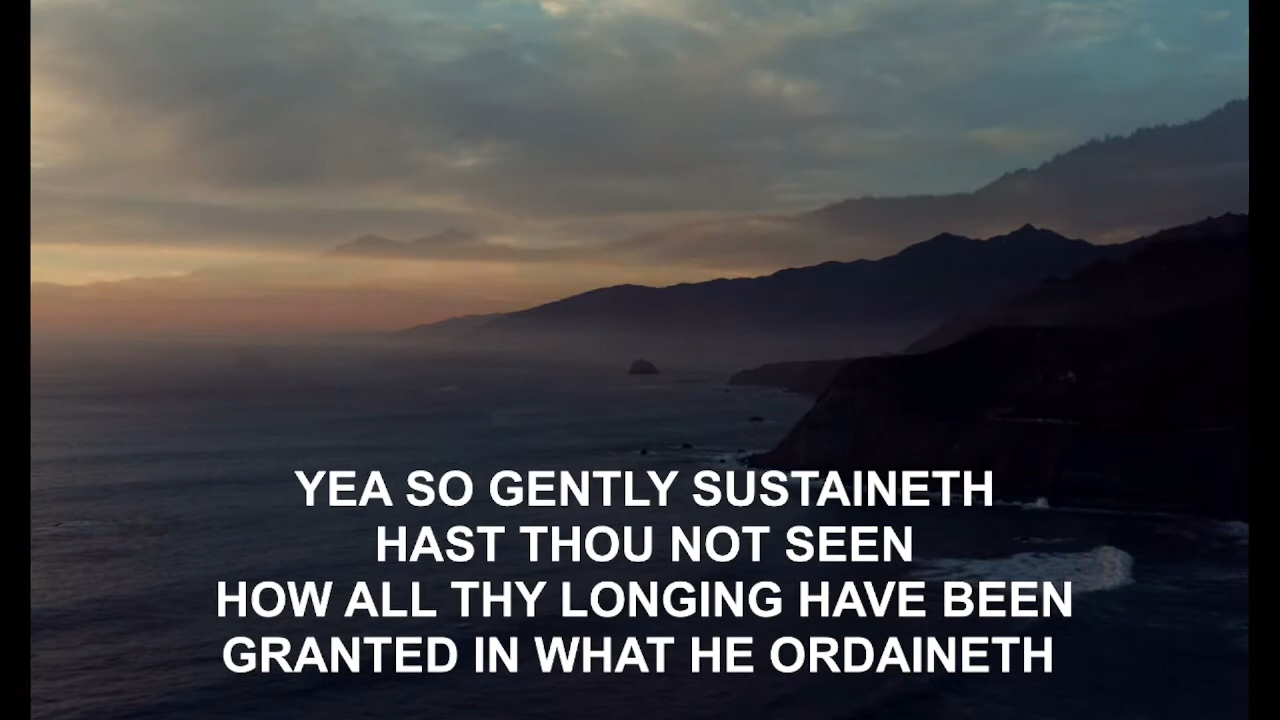 YEA SO GENTLY SUSTAINETH
HAST THOU NOT SEEN
HOW ALL THY LONGING HAVE BEEN
GRANTED IN WHAT HE ORDAINETH